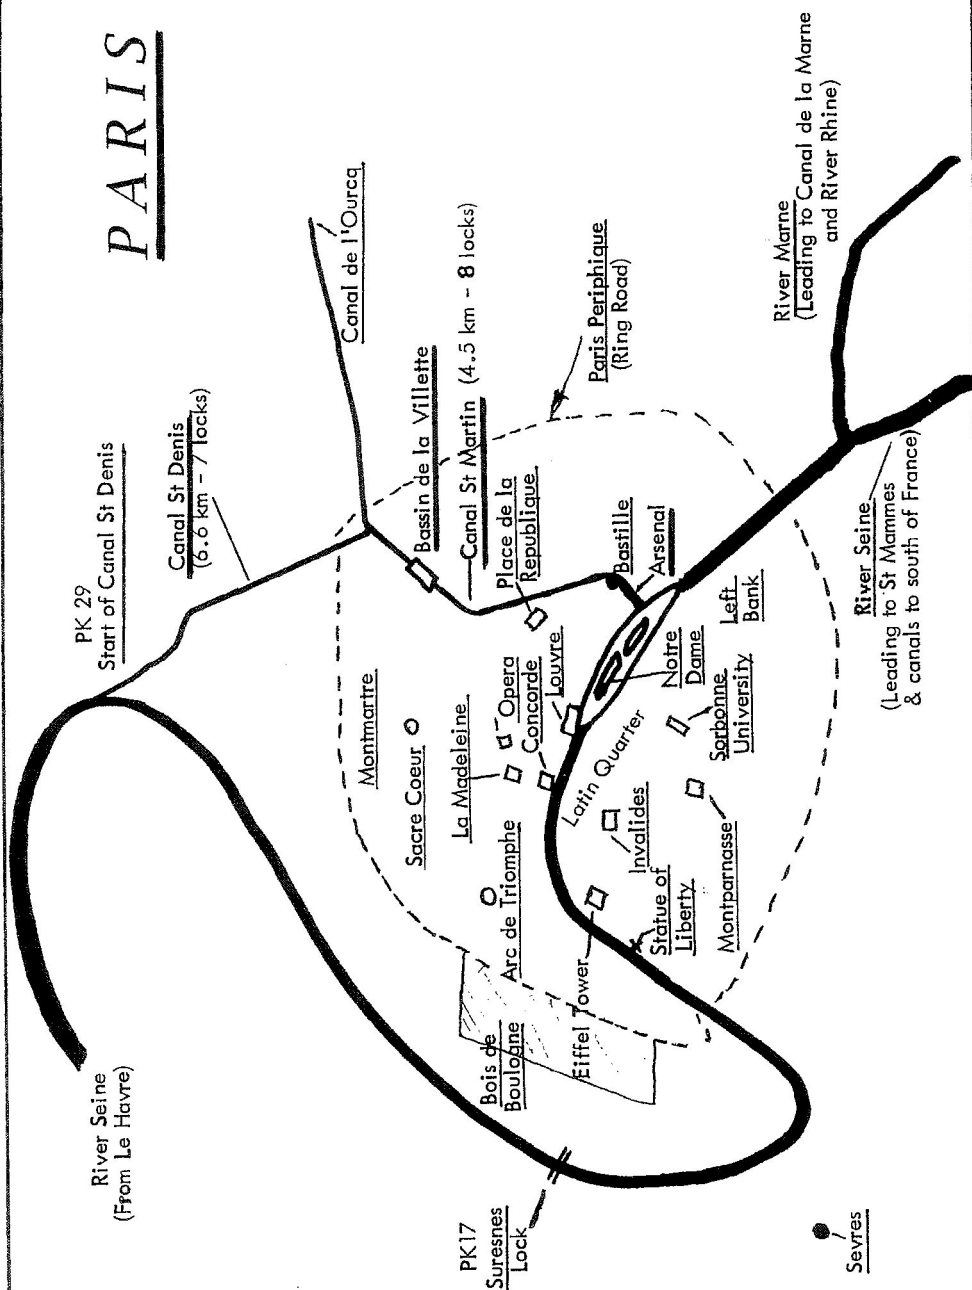 PARIS
River Seine
(From Le Havre)
PK 29
Start of Canal St Denis
Canal St Denis
(6.6 km - 7 locks)
Canal de l'Ourcq
Bassin de la Villette
Canal St Martin (4.5 km - 8 locks)
Place de la
Republique
Paris Periphique
(Ring Road)
Montmartre
Sacre Coeur
La Madeleine
Opera
Concorde
Louvre
Bastille
Arsenal
Arc de Triomphe
Bois de
Boulogne
Eiffel Tower
Latin Quarter
Notre
Dame
Left
Bank
Sorbonne
University
Invalides
Statue of
Liberty
Montparnasse
PK17
Suresnes
Lock
Sevres
River Marne
(Leading to Canal de la Marne
and River Rhine)
River Seine
(Leading to St Mammes
& canals to south of France)